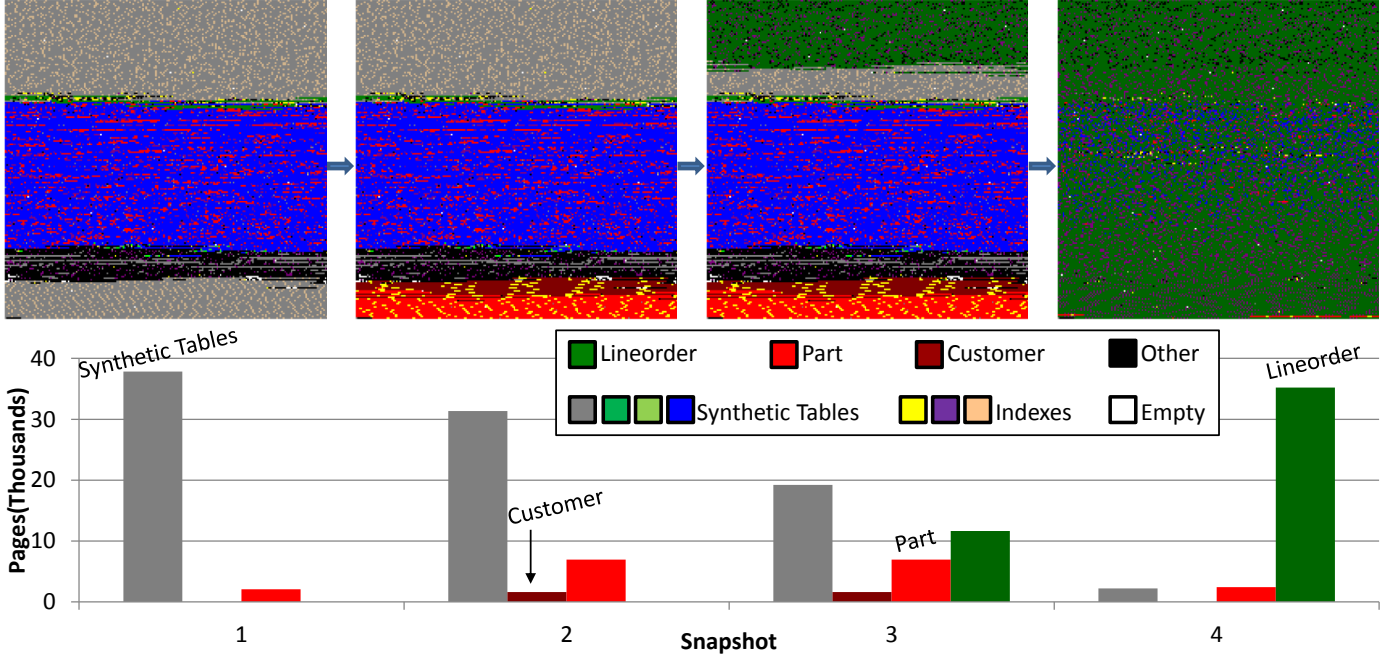 Lineorder Part Customer Other
Synthetic Tables Indexes Empty
Pages(Thousands)
40
30
20
10
0
Synthetic Tables
Customer
Part
Lineorder
1 2 3 4
Snapshot